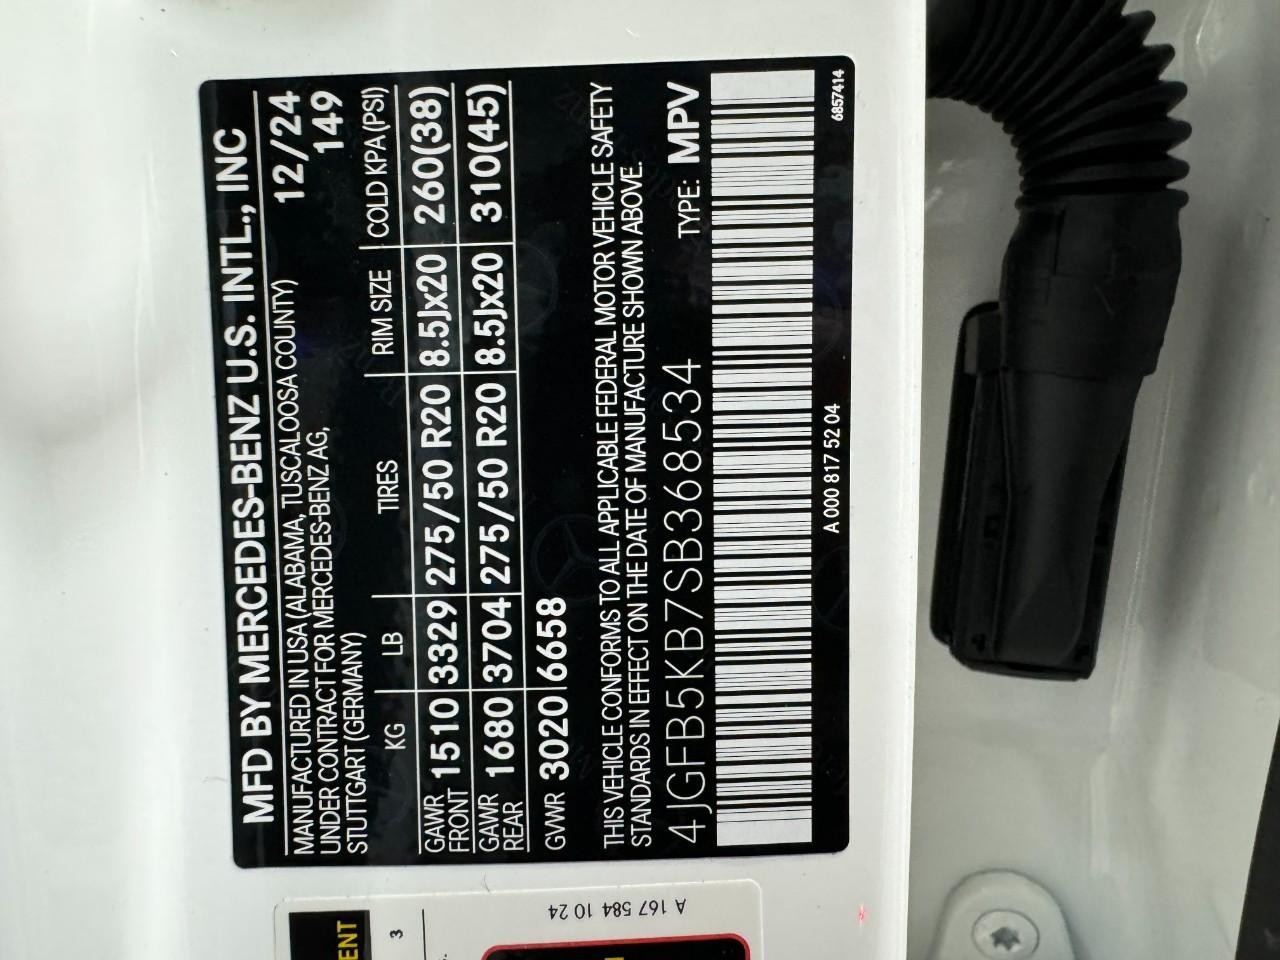 MFD BY MERCEDES-BENZ U.S. INTL., INC
MANUFACTURED IN USA (ALABAMA, TUSCALOOSA COUNTY) 12/24
UNDER CONTRACT FOR MERCEDES-BENZ AG, 149
STUTTGART (GERMANY)
KG LB TIRES RIM SIZE COLD KPA (PSI)
GAWR FRONT 1510 3329 275/50 R20 8.5Jx20 260(38)
GAWR REAR 1680 3704 275/50 R20 8.5Jx20 310(45)
GVWR 3020 6658
THIS VEHICLE CONFORMS TO ALL APPLICABLE FEDERAL MOTOR VEHICLE SAFETY
STANDARDS IN EFFECT ON THE DATE OF MANUFACTURE SHOWN ABOVE.
4JGFB5KB7SB368534 TYPE: MPV
A 000 817 52 04 6857414
A 167 584 10 24
3